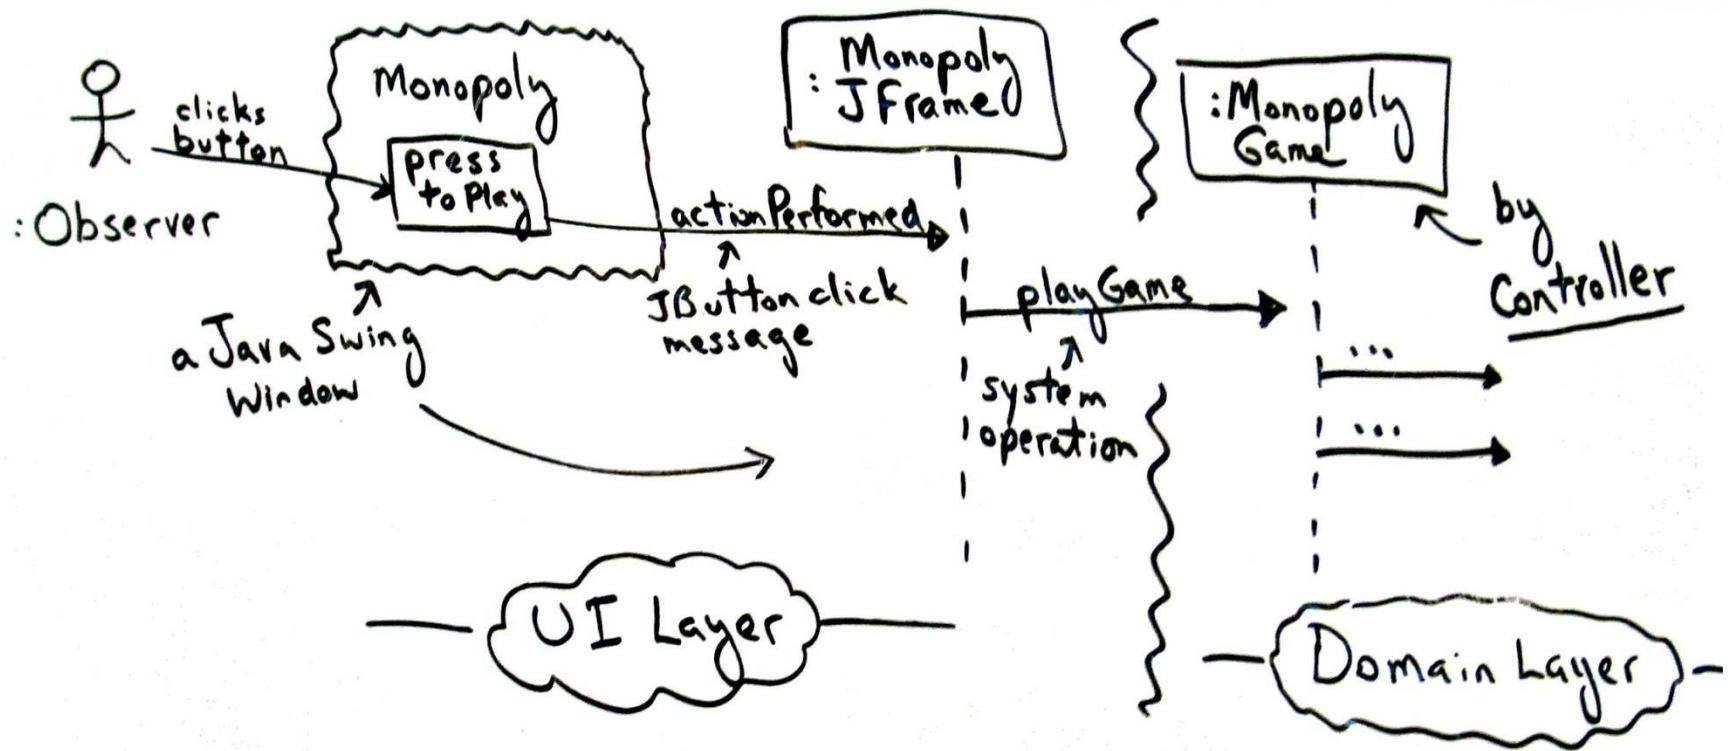 clicks
button
:Observer
Monopoly
press
to Play
a Java Swing
Window
actionPerformed
JButton click
message
Monopoly
: JFrame
playGame
system
operation
:Monopoly
Game
by
Controller
...
...
UI Layer
Domain Layer